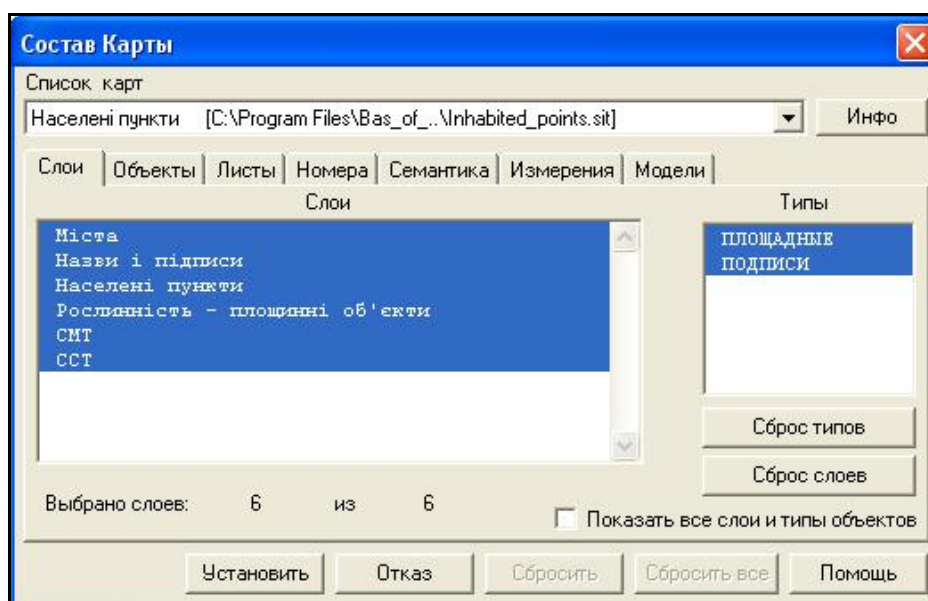 Состав Карты
Список карт
Населені пункти [C:\Program Files\Bas_of_..\Inhabited_points.sit]
Инфо
Слои Объекты Листы Номера Семантика Измерения Модели
Слои
Типы
Міста
Назви і підписи
Населені пункти
Рослинність - площинні об'єкти
СМТ
ССТ
ПЛОЩАДНЫЕ
ПОДПИСИ
Сброс типов
Сброс слоев
Выбрано слоев: 6 из 6
Показать все слои и типы объектов
Установить Отказ Сбросить Сбросить все Помощь